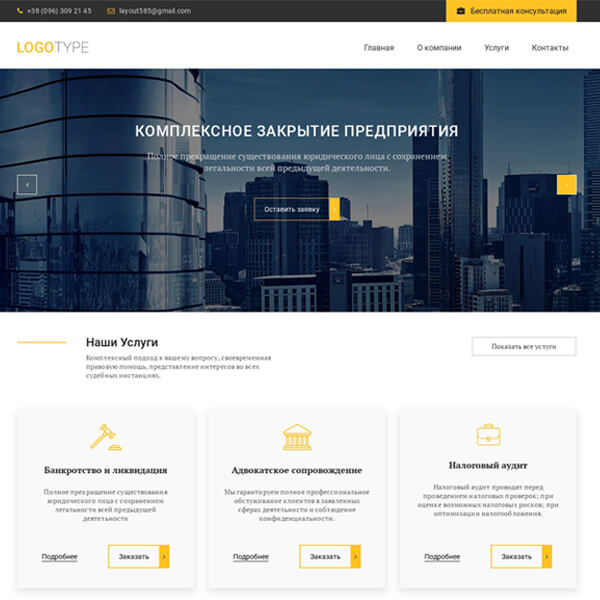 +38 (096) 309 21 45
layout585@gmail.com
Бесплатная консультация
LOGOTYPE
Главная
О компании
Услуги
Контакты
КОМПЛЕКСНОЕ ЗАКРЫТИЕ ПРЕДПРИЯТИЯ
Полное прекращение существования юридического лица с сохранением
легальности всей предыдущей деятельности.
Оставить заявку
Наши Услуги
Комплексный подход к вашему вопросу, своевременная
правовую помощь, представление интересов во всех
судебных инстанциях.
Показать все услуги
Банкротство и ликвидация
Полное прекращение существования
юридического лица с сохранением
легальности всей предыдущей
деятельности
Подробнее
Заказать
Адвокатское сопровождение
Мы гарантируем полное профессиональное
обслуживание клиентов в заявленных
сферах деятельности и соблюдение
конфиденциальности.
Подробнее
Заказать
Налоговый аудит
Налоговый аудит проводят перед
проведением налоговых проверок; при
оценке возможных налоговых рисков; при
оптимизации налогообложения.
Подробнее
Заказать